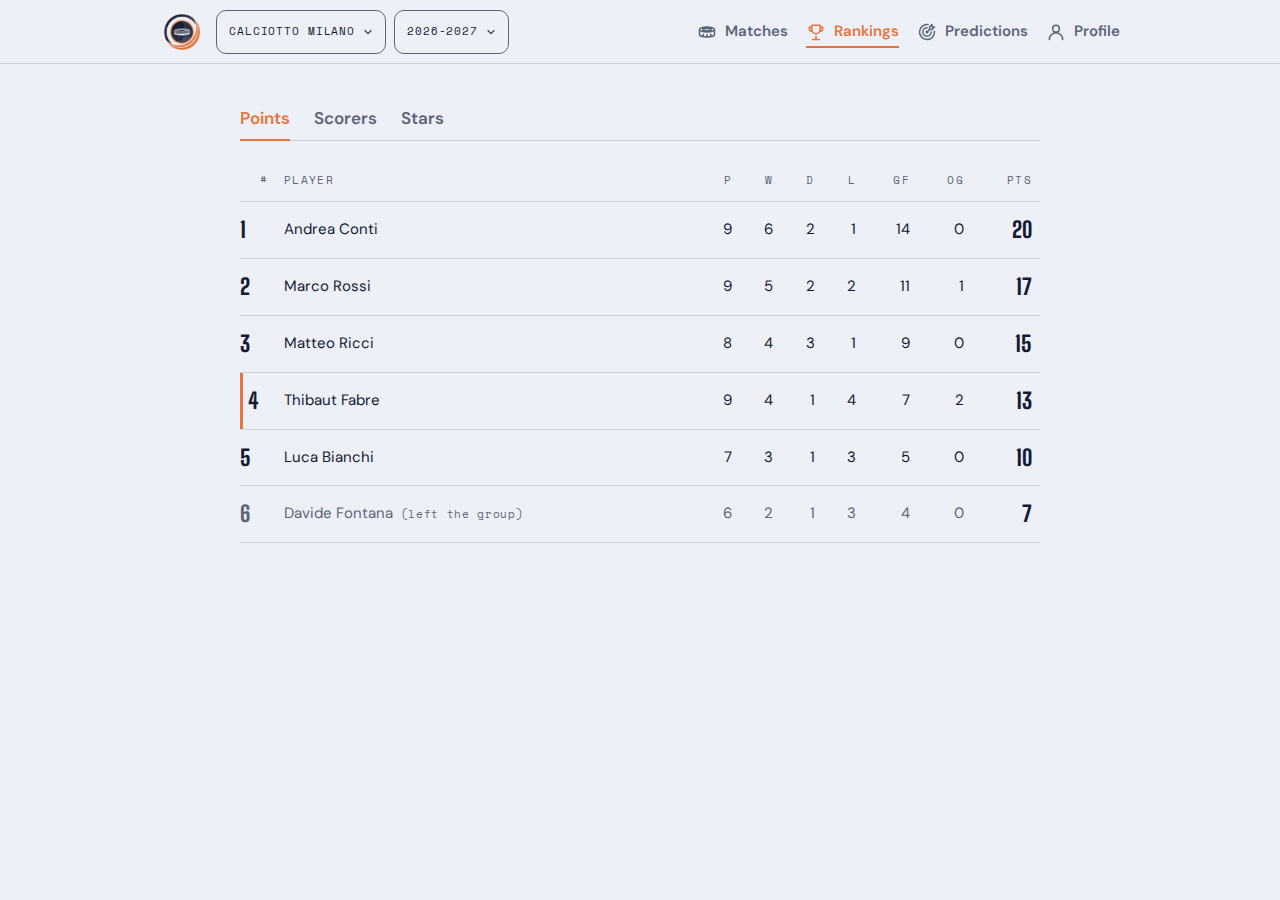 CALCIOTTO MILANO 2026-2027 Matches Rankings Predictions Profile
Points Scorers Stars
# PLAYER P W D L GF OG PTS
1 Andrea Conti 9 6 2 1 14 0 20
2 Marco Rossi 9 5 2 2 11 1 17
3 Matteo Ricci 8 4 3 1 9 0 15
4 Thibaut Fabre 9 4 1 4 7 2 13
5 Luca Bianchi 7 3 1 3 5 0 10
6 Davide Fontana (left the group) 6 2 1 3 4 0 7